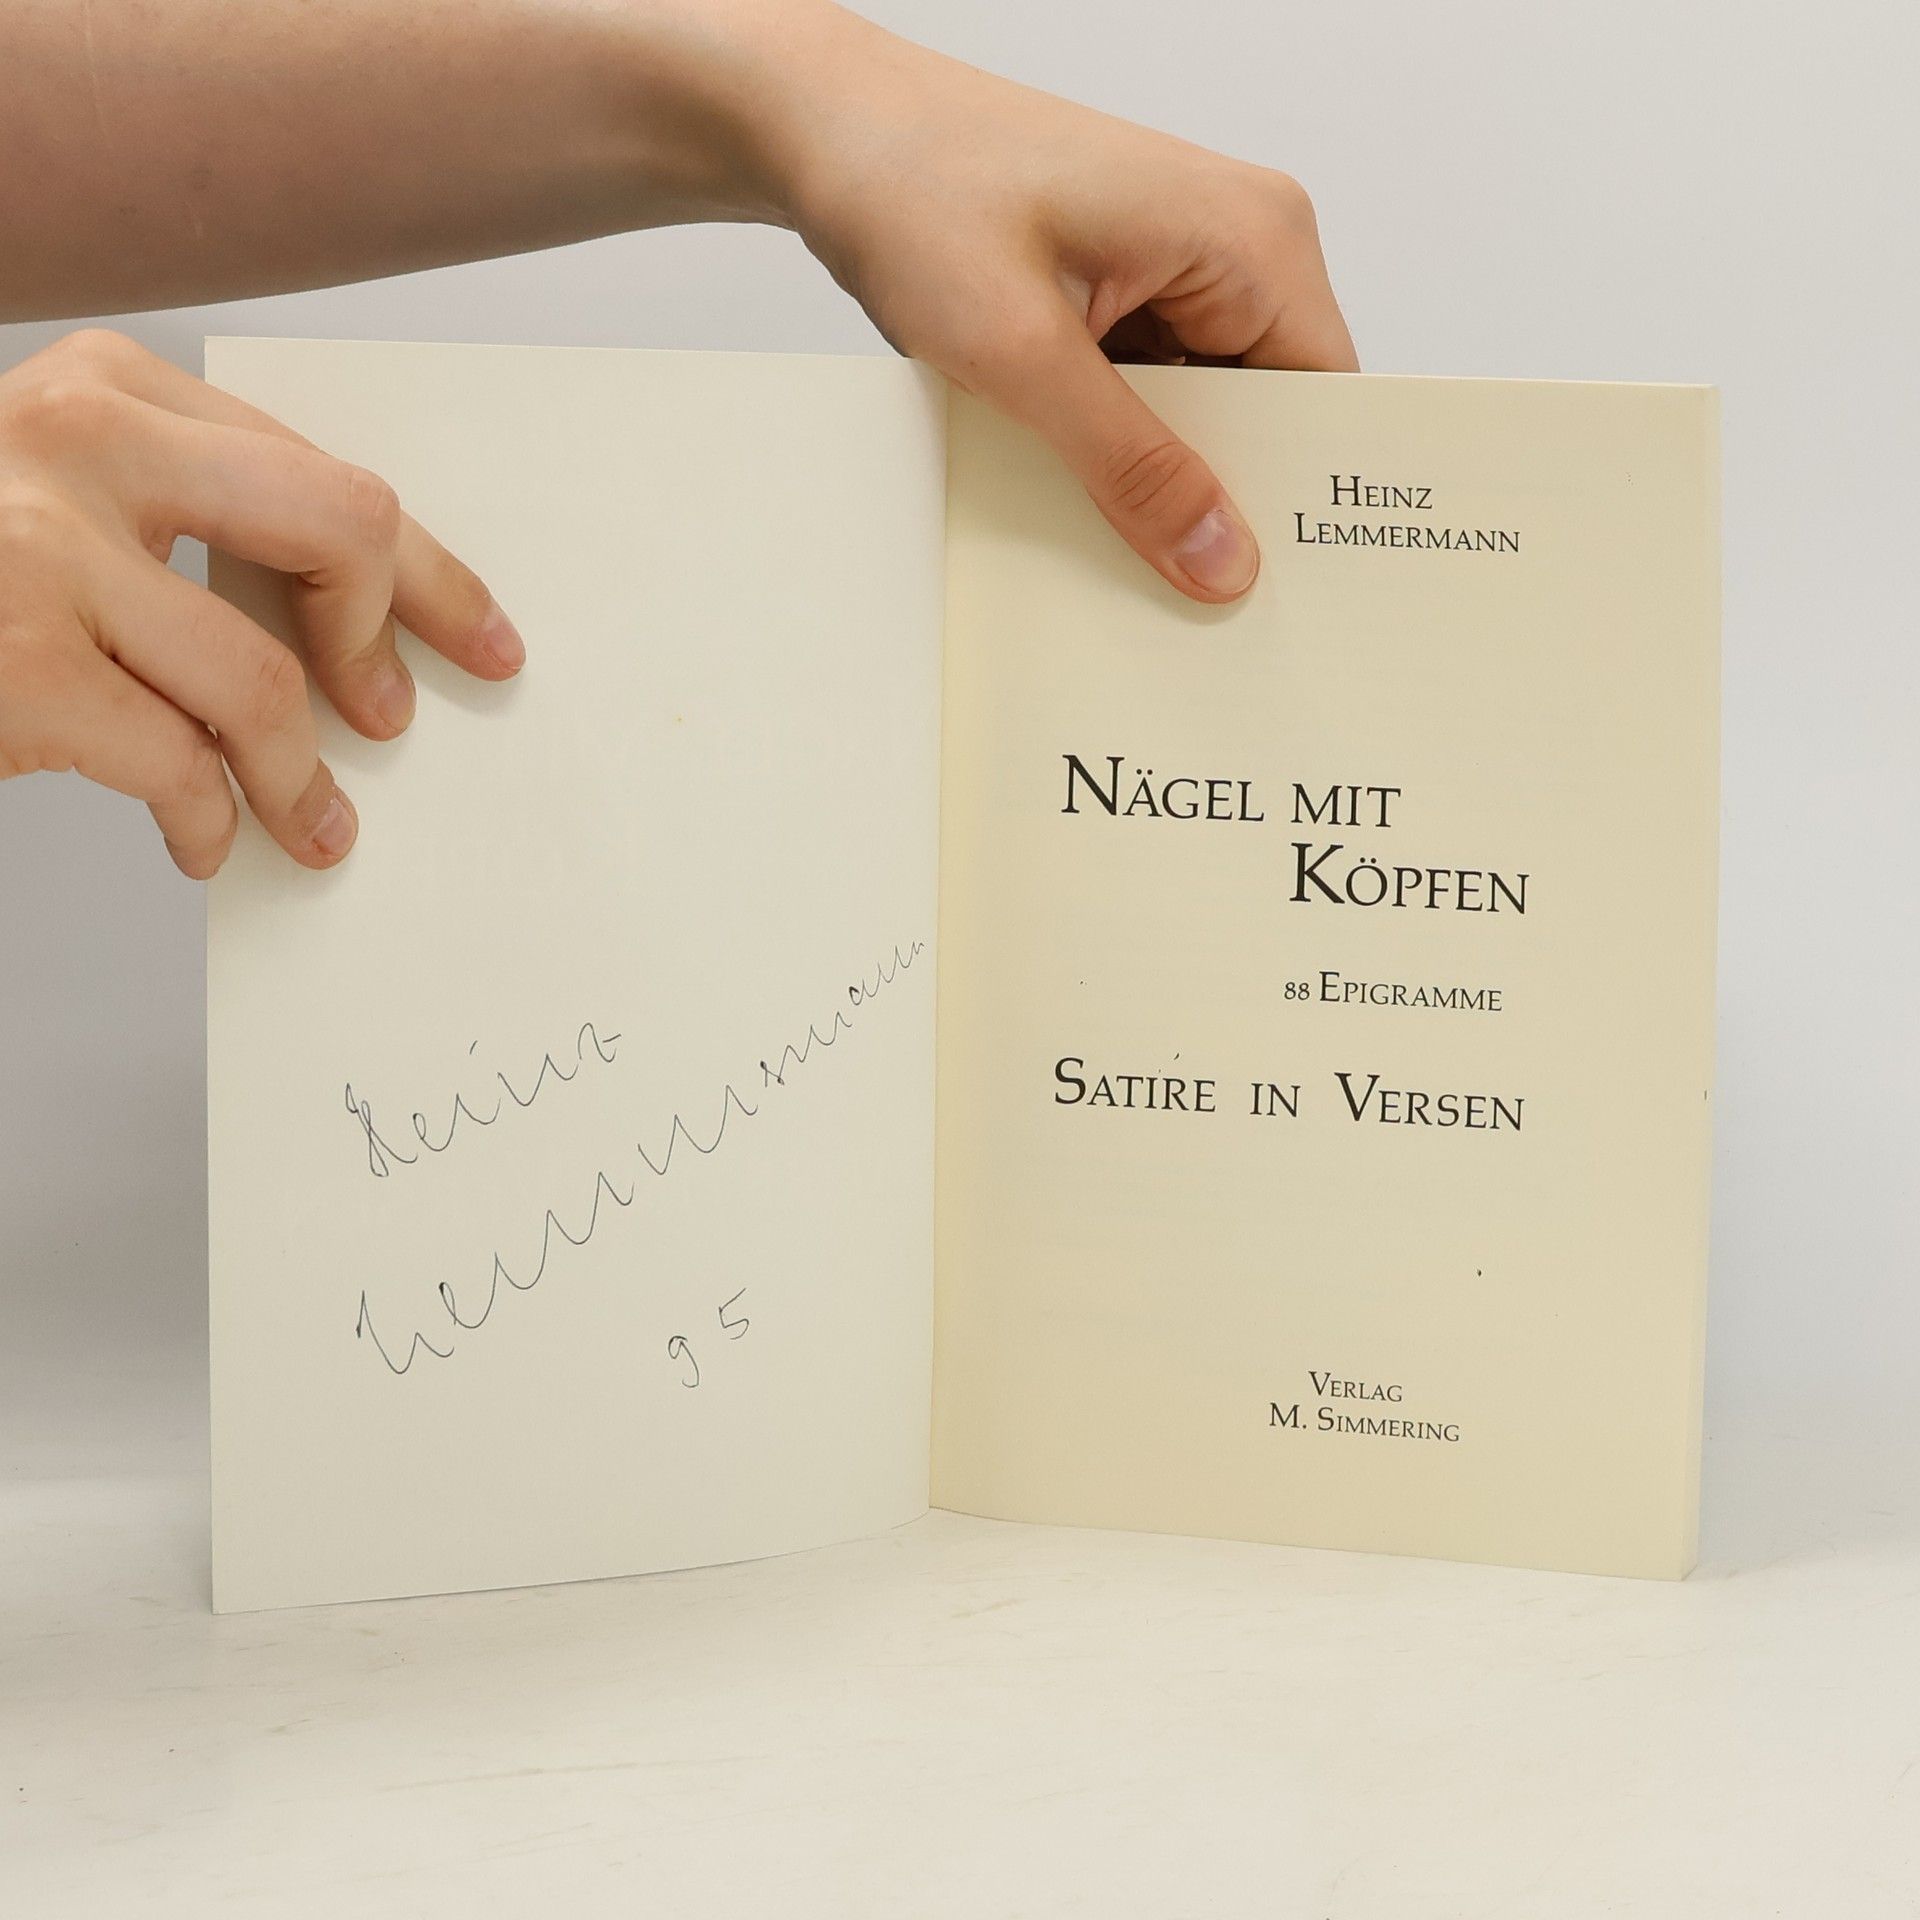 Heinz
Lemmermann
95
HEINZ
LEMMERMANN
NÄGEL MIT
KÖPFEN
88 EPIGRAMME
SATIRE IN VERSEN
VERLAG
M. SIMMERING